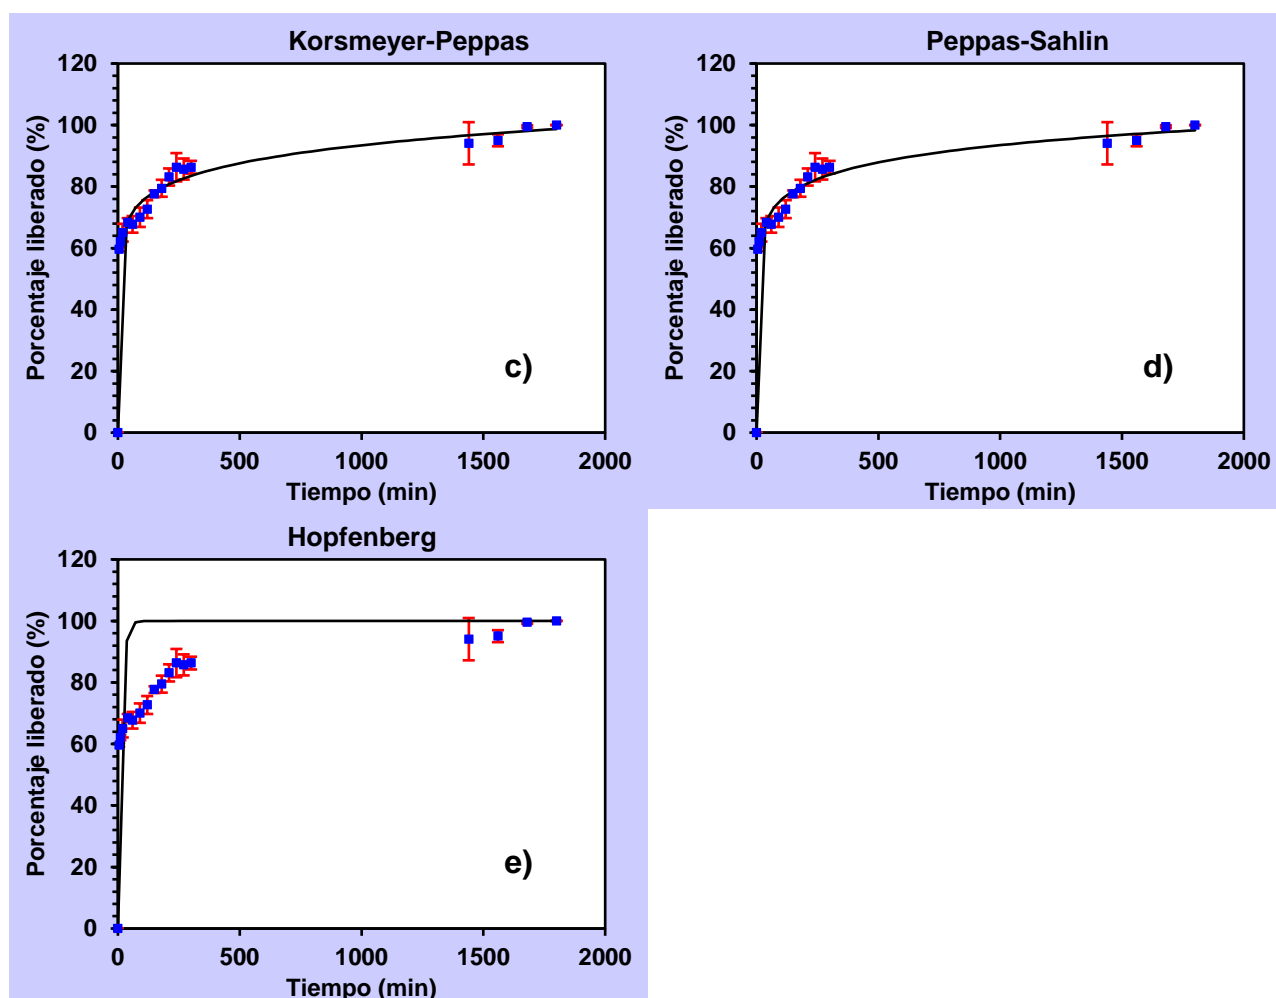 Korsmeyer-Peppas
120
100
80
60
40
20
0
Porcentaje liberado (%)
c)
0 500 1000 1500 2000
Tiempo (min)
Peppas-Sahlin
120
100
80
60
40
20
0
Porcentaje liberado (%)
d)
0 500 1000 1500 2000
Tiempo (min)
Hopfenberg
120
100
80
60
40
20
0
Porcentaje liberado (%)
e)
0 500 1000 1500 2000
Tiempo (min)